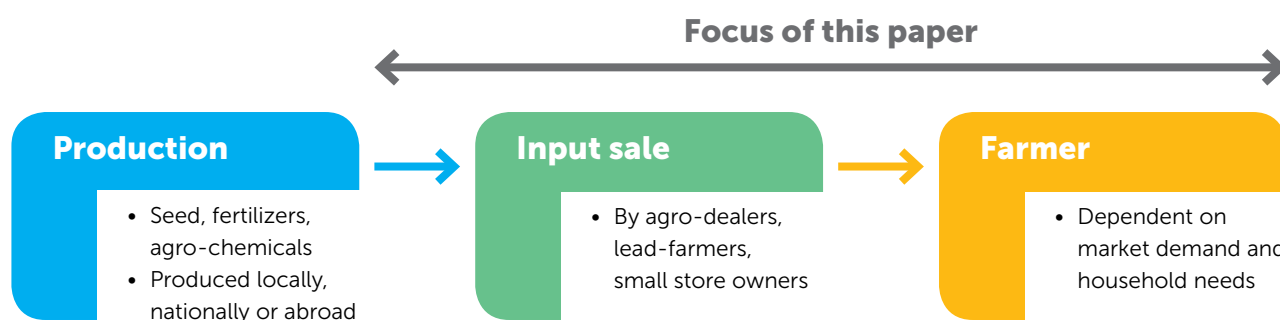 Focus of this paper
Production
• Seed, fertilizers,
agro-chemicals
• Produced locally,
nationally or abroad
Input sale
• By agro-dealers,
lead-farmers,
small store owners
Farmer
• Dependent on
market demand and
household needs